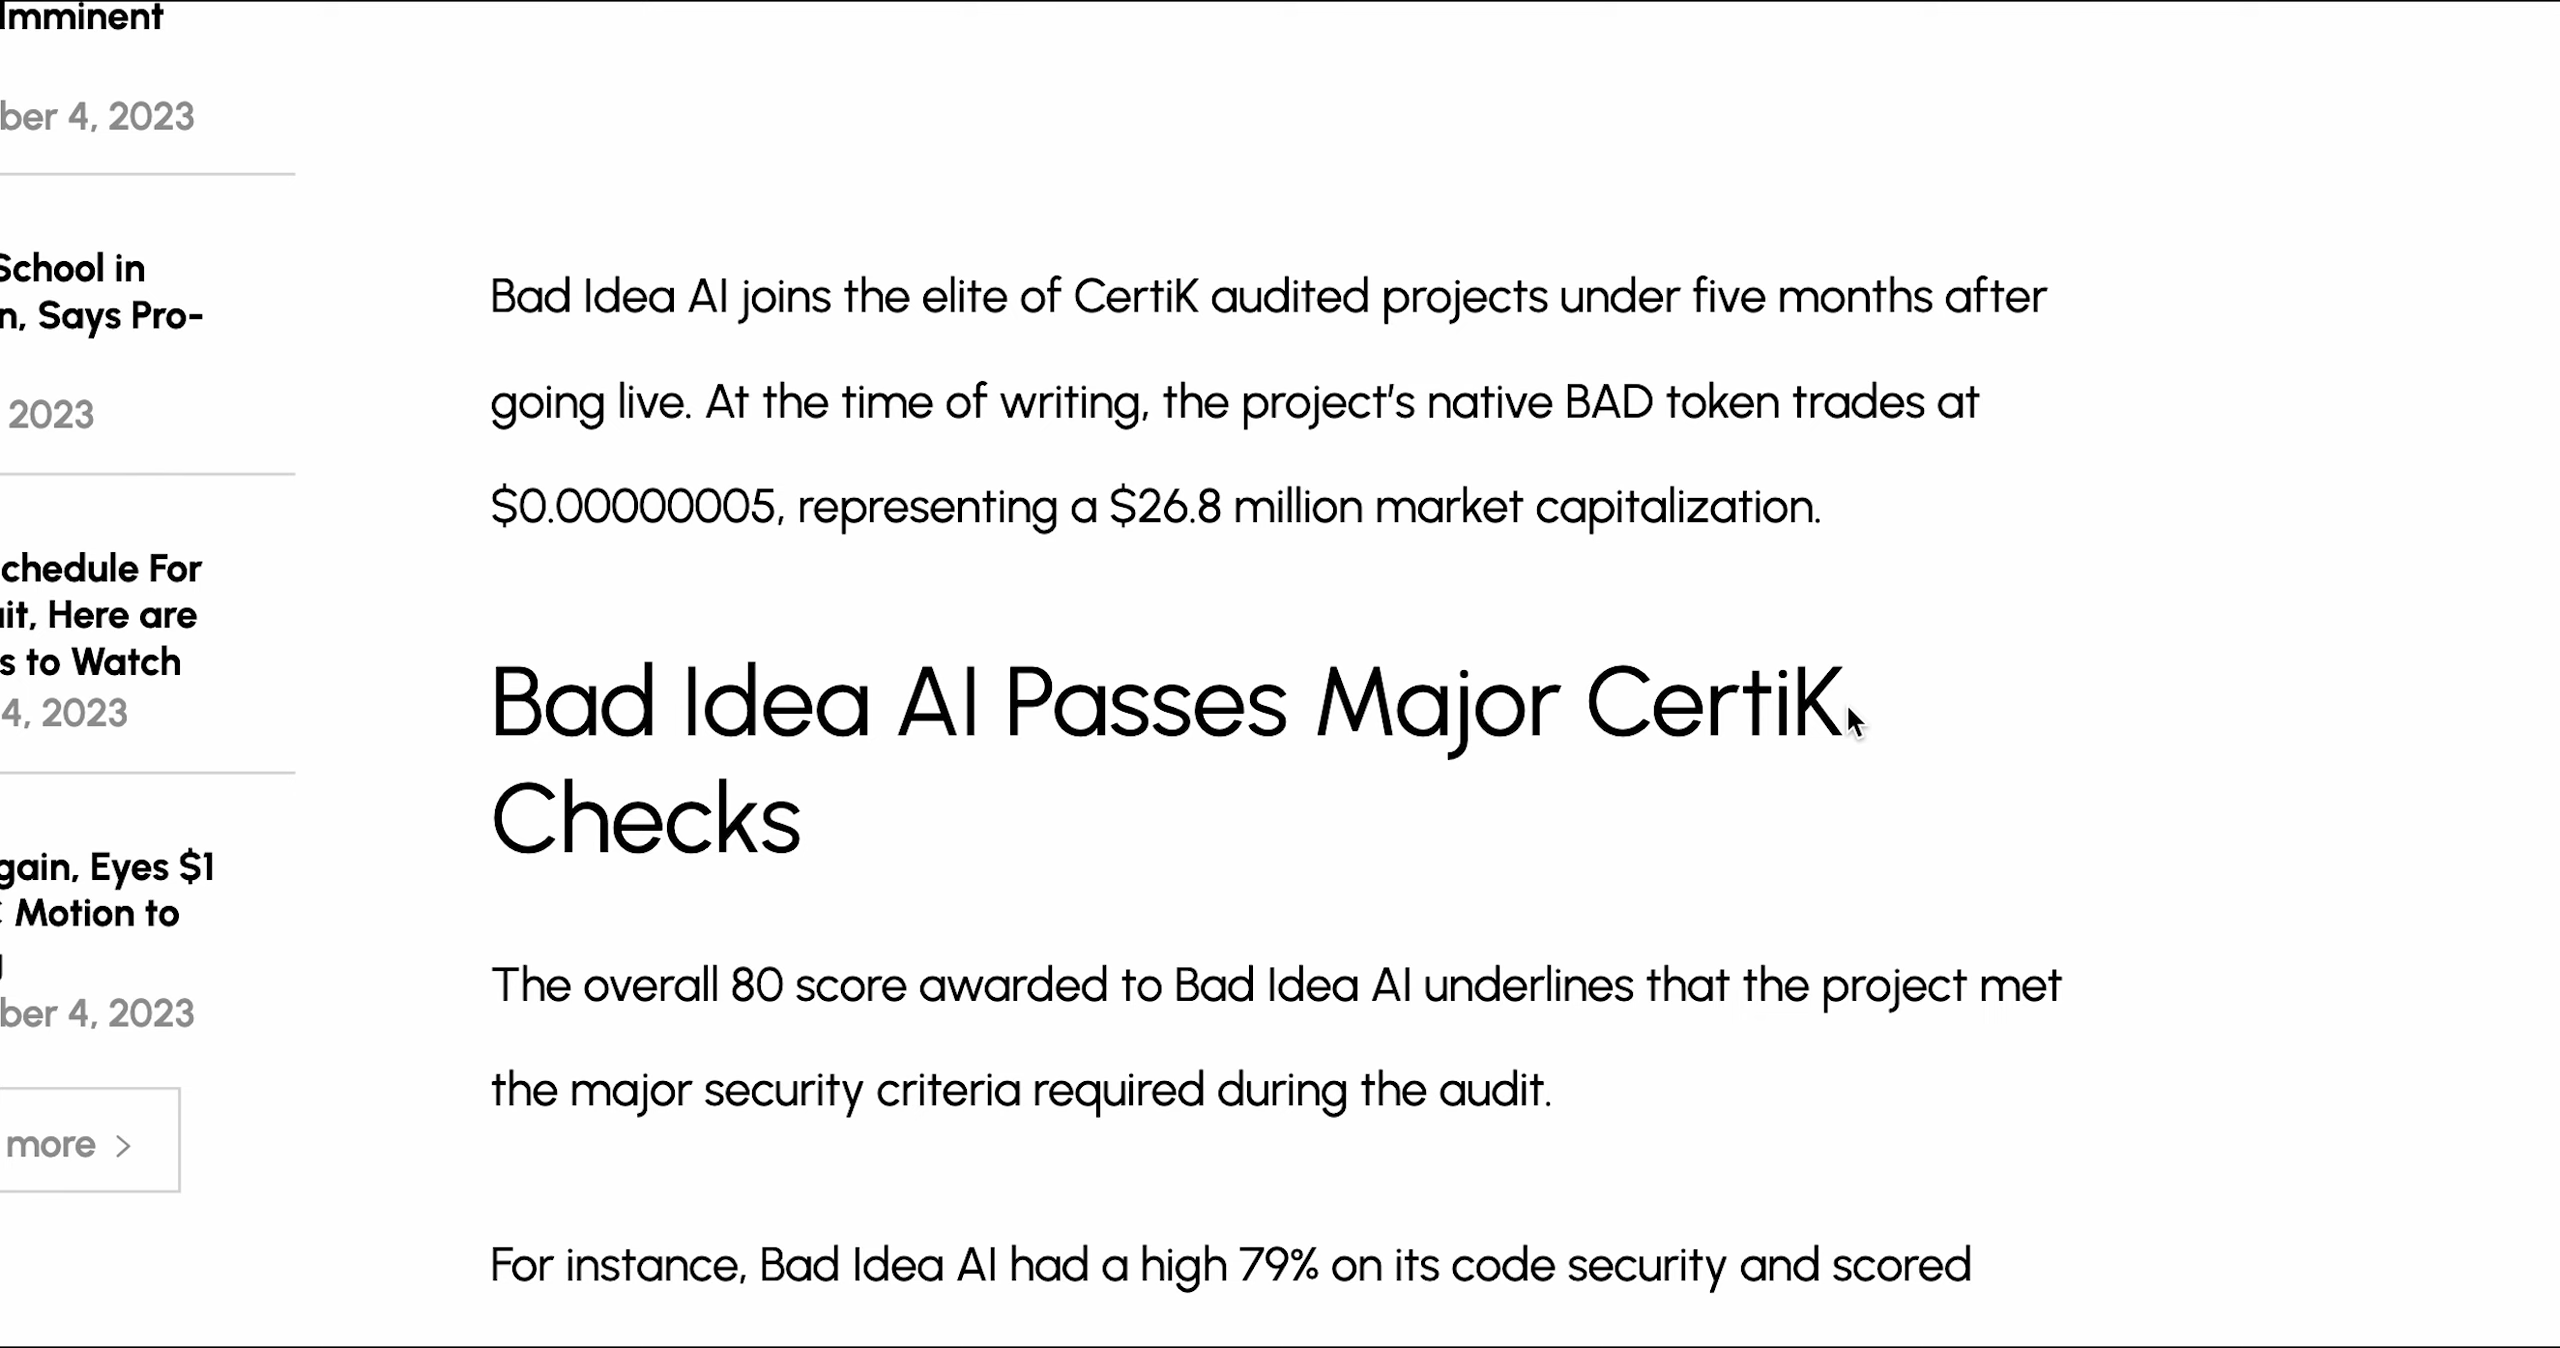 Imminent
ber 4, 2023
School in
n, Says Pro-
2023
chedule For
it, Here are
s to Watch
4, 2023
gain, Eyes $1
Motion to
ber 4, 2023
more >
Bad Idea AI joins the elite of CertiK audited projects under five months after
going live. At the time of writing, the project's native BAD token trades at
$0.00000005, representing a $26.8 million market capitalization.
Bad Idea AI Passes Major CertiK
Checks
The overall 80 score awarded to Bad Idea AI underlines that the project met
the major security criteria required during the audit.
For instance, Bad Idea AI had a high 79% on its code security and scored